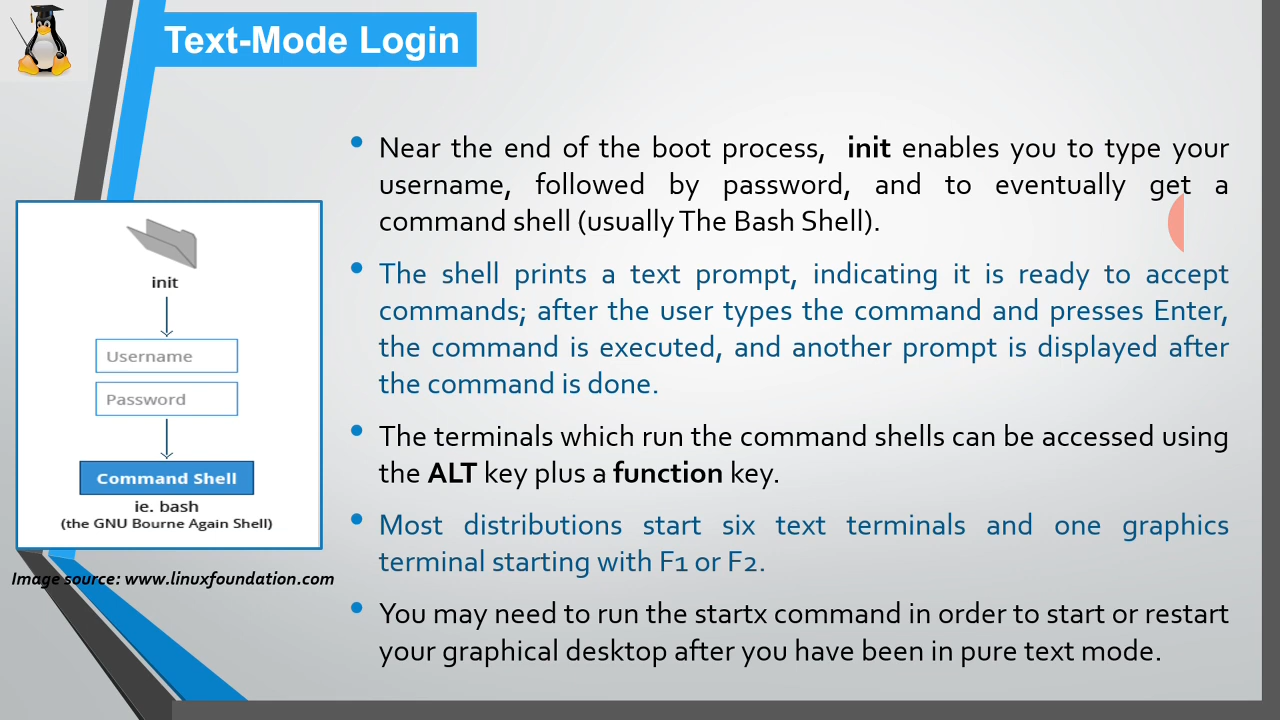 Text-Mode Login
Near the end of the boot process, init enables you to type your
username, followed by password, and to eventually get a
command shell (usually The Bash Shell).
The shell prints a text prompt, indicating it is ready to accept
commands; after the user types the command and presses Enter,
the command is executed, and another prompt is displayed after
the command is done.
The terminals which run the command shells can be accessed using
the ALT key plus a function key.
Most distributions start six text terminals and one graphics
terminal starting with F1 or F2.
You may need to run the startx command in order to start or restart
your graphical desktop after you have been in pure text mode.
init
Username
Password
Command Shell
ie. bash
(the GNU Bourne Again Shell)
Image source: www.linuxfoundation.com